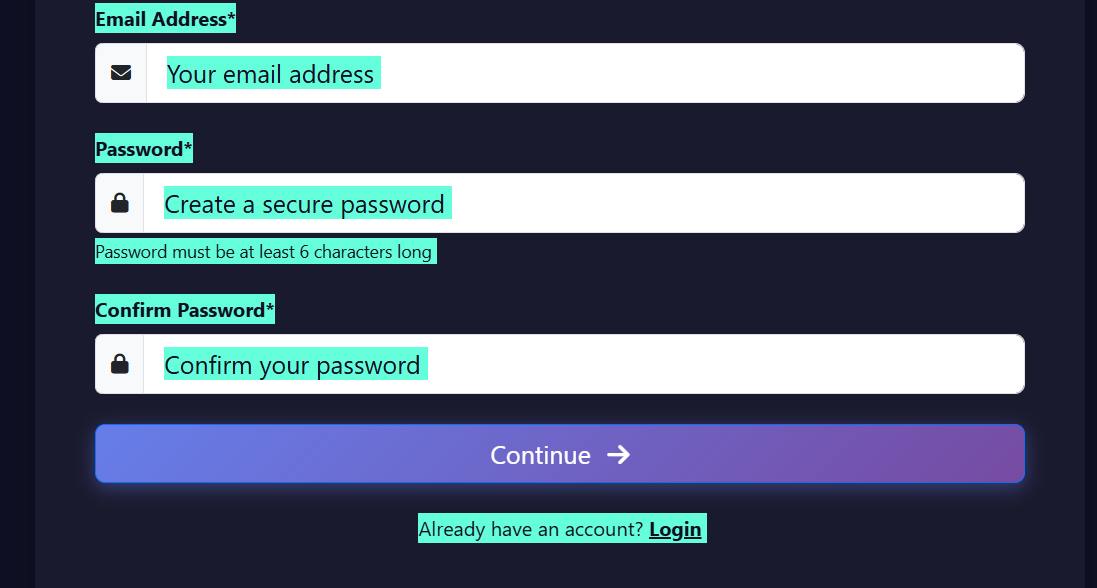 Email Address*
Your email address
Password*
Create a secure password
Password must be at least 6 characters long
Confirm Password*
Confirm your password
Continue
Already have an account? Login